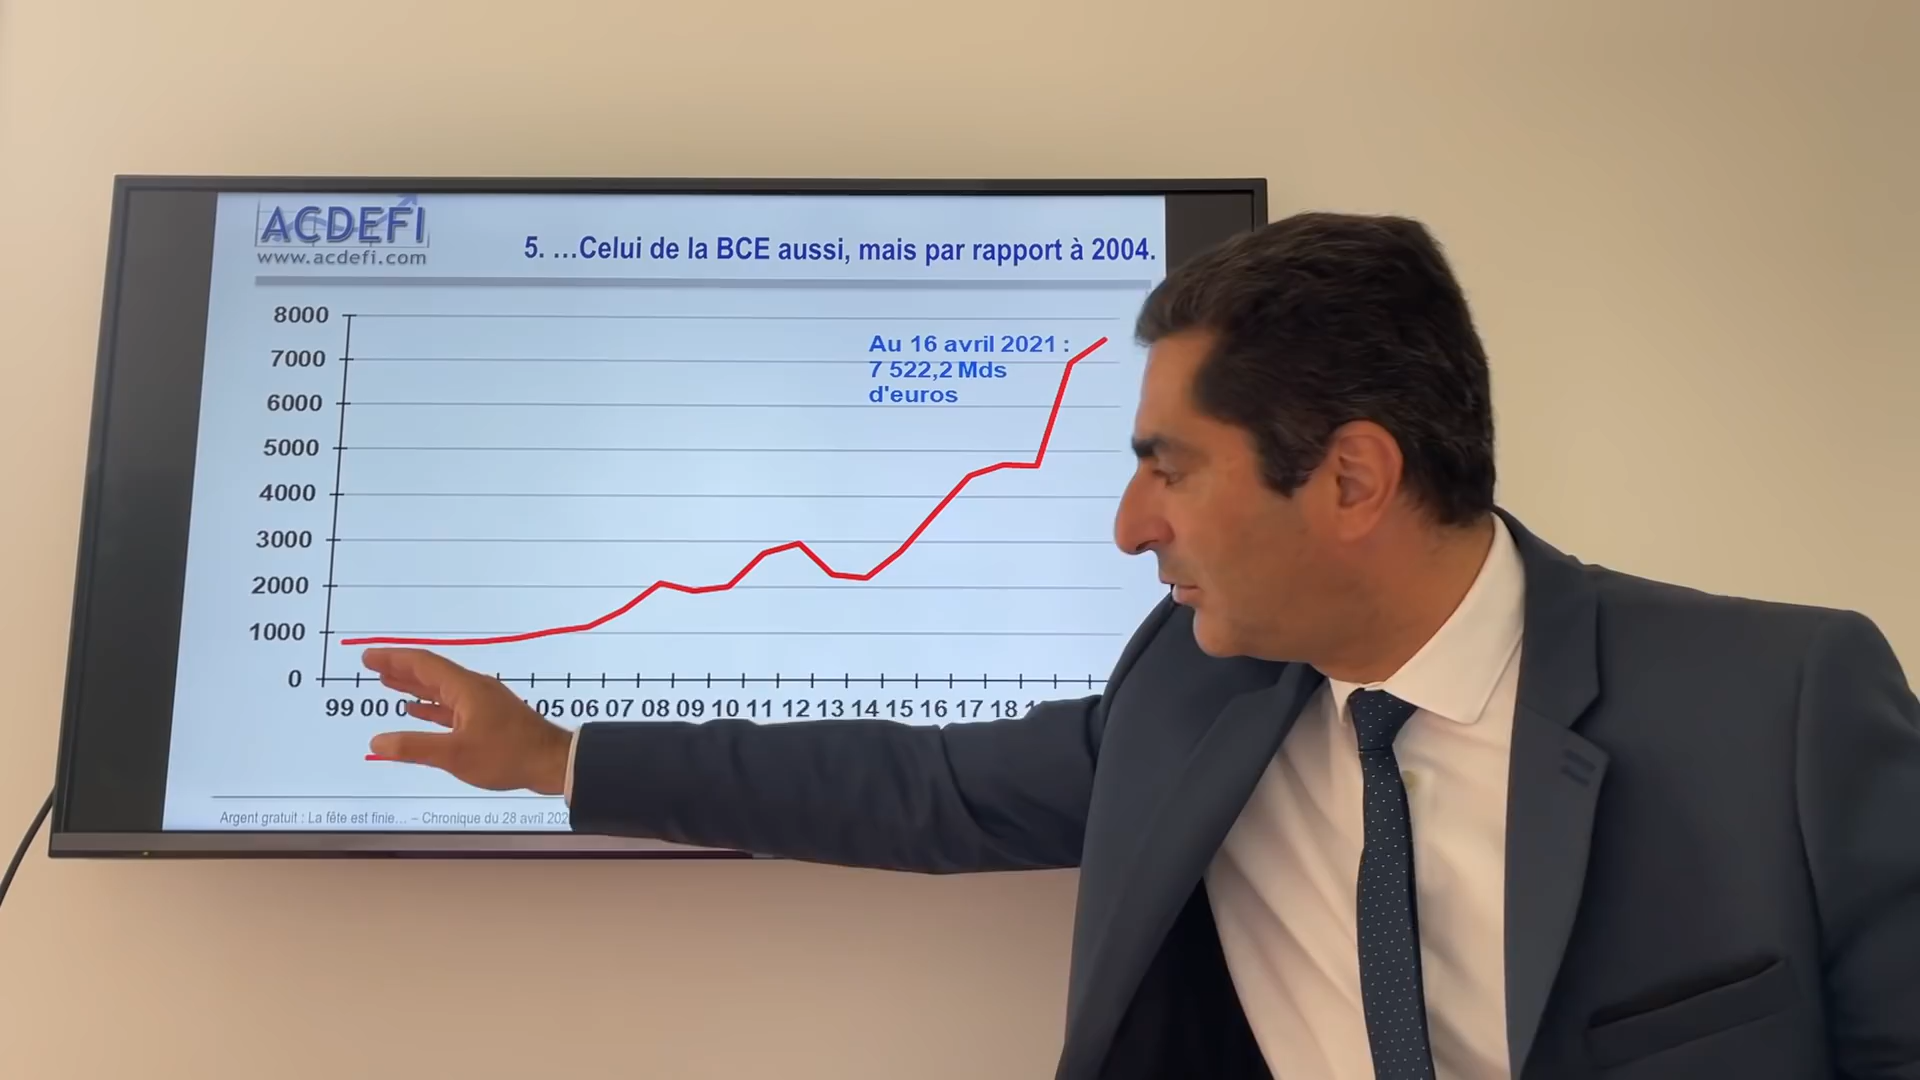 ACDEFI
www.acdefi.com
5. …Celui de la BCE aussi, mais par rapport à 2004.
8000
7000
6000
5000
4000
3000
2000
1000
0
Au 16 avril 2021 :
7 522,2 Mds
d'euros
99 00 05 06 07 08 09 10 11 12 13 14 15 16 17 18
Argent gratuit : La fête est finie… – Chronique du 28 avril